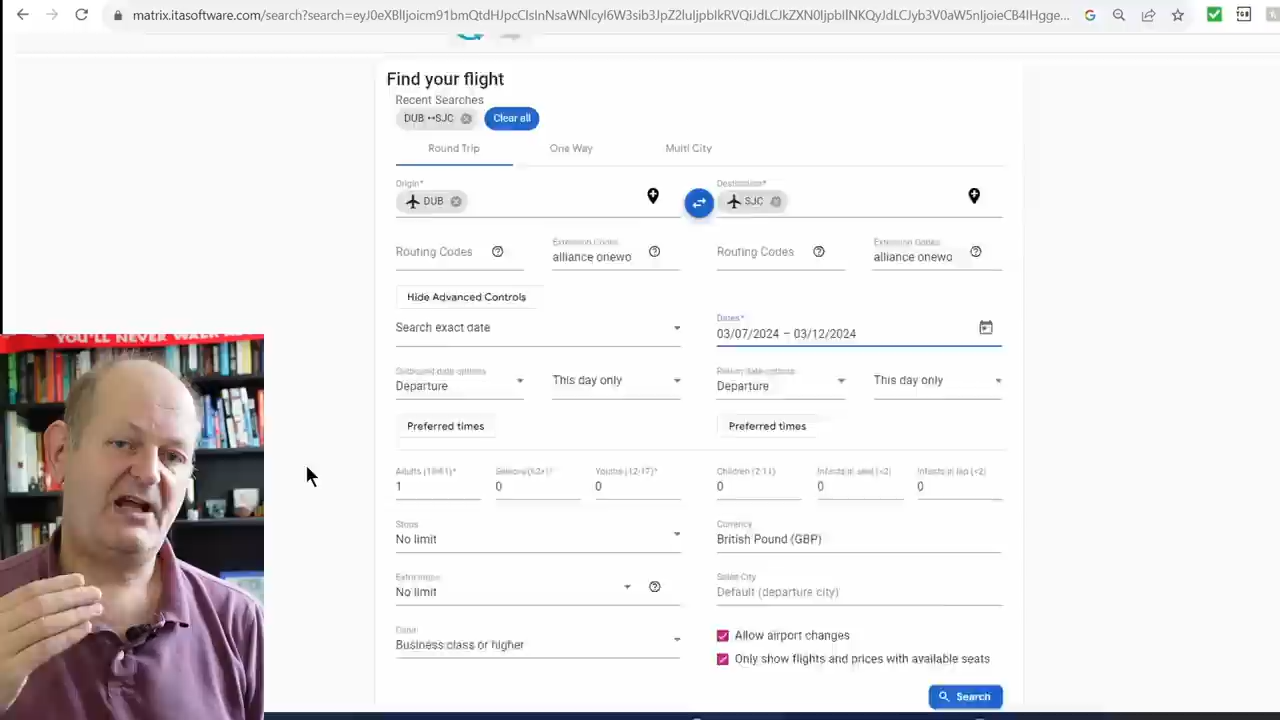 matrix.itasoftware.com/search?search=
Find your flight
Recent Searches
DUB ↔SJC Clear all
Round Trip One Way Multi City
Origin* Destination*
DUB SJC
Routing Codes Extension Codes alliance onewo Routing Codes Extension Codes alliance onewo
Hide Advanced Controls
Search exact date Dates* 03/07/2024 – 03/12/2024
Outbound date options Departure This day only Return date options Departure This day only
Preferred times Preferred times
Adults (18-61)* Seniors (62+)* Youths (12-17)* Children (2-11) Infants in seat (<2) Infants in lap (<2)
1 0 0 0 0 0
Stops Currency
No limit British Pound (GBP)
Extra stops Sales City
No limit Default (departure city)
Cabin
Business class or higher
Allow airport changes
Only show flights and prices with available seats
Search
YOU'LL NEVER WALK